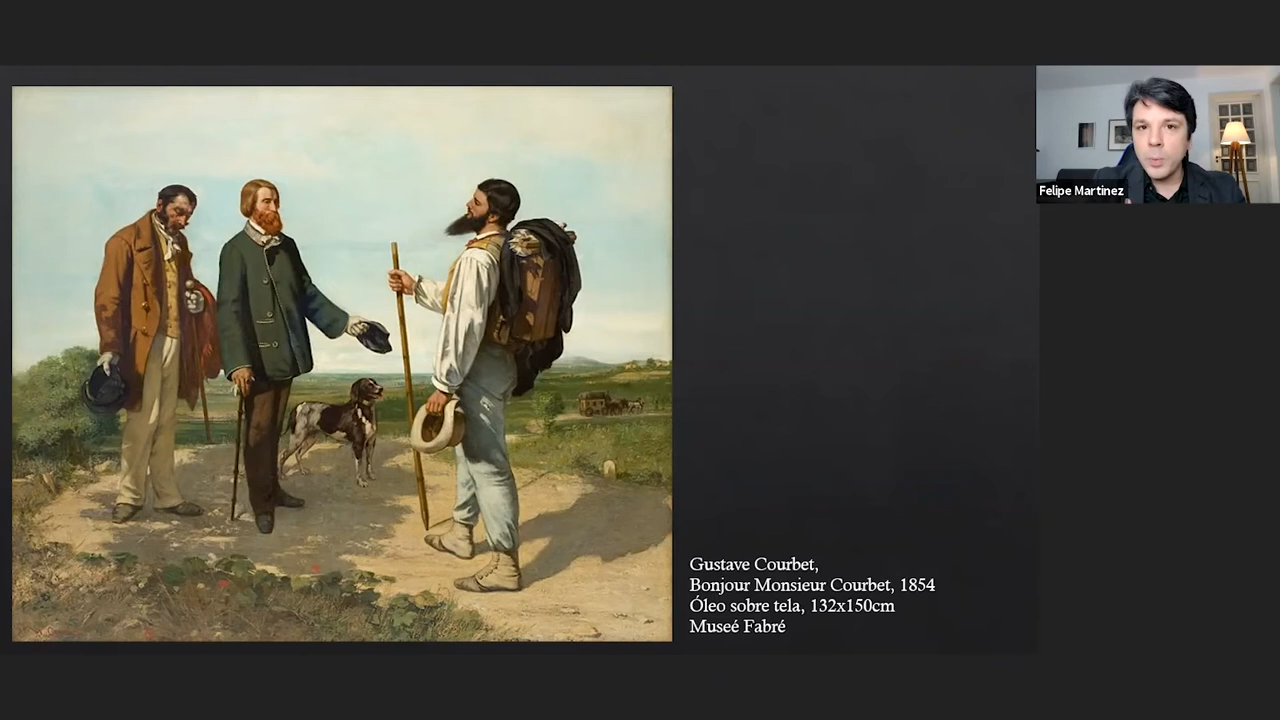 Felipe Martinez
Gustave Courbet,
Bonjour Monsieur Courbet, 1854
Óleo sobre tela, 132x150cm
Museé Fabré